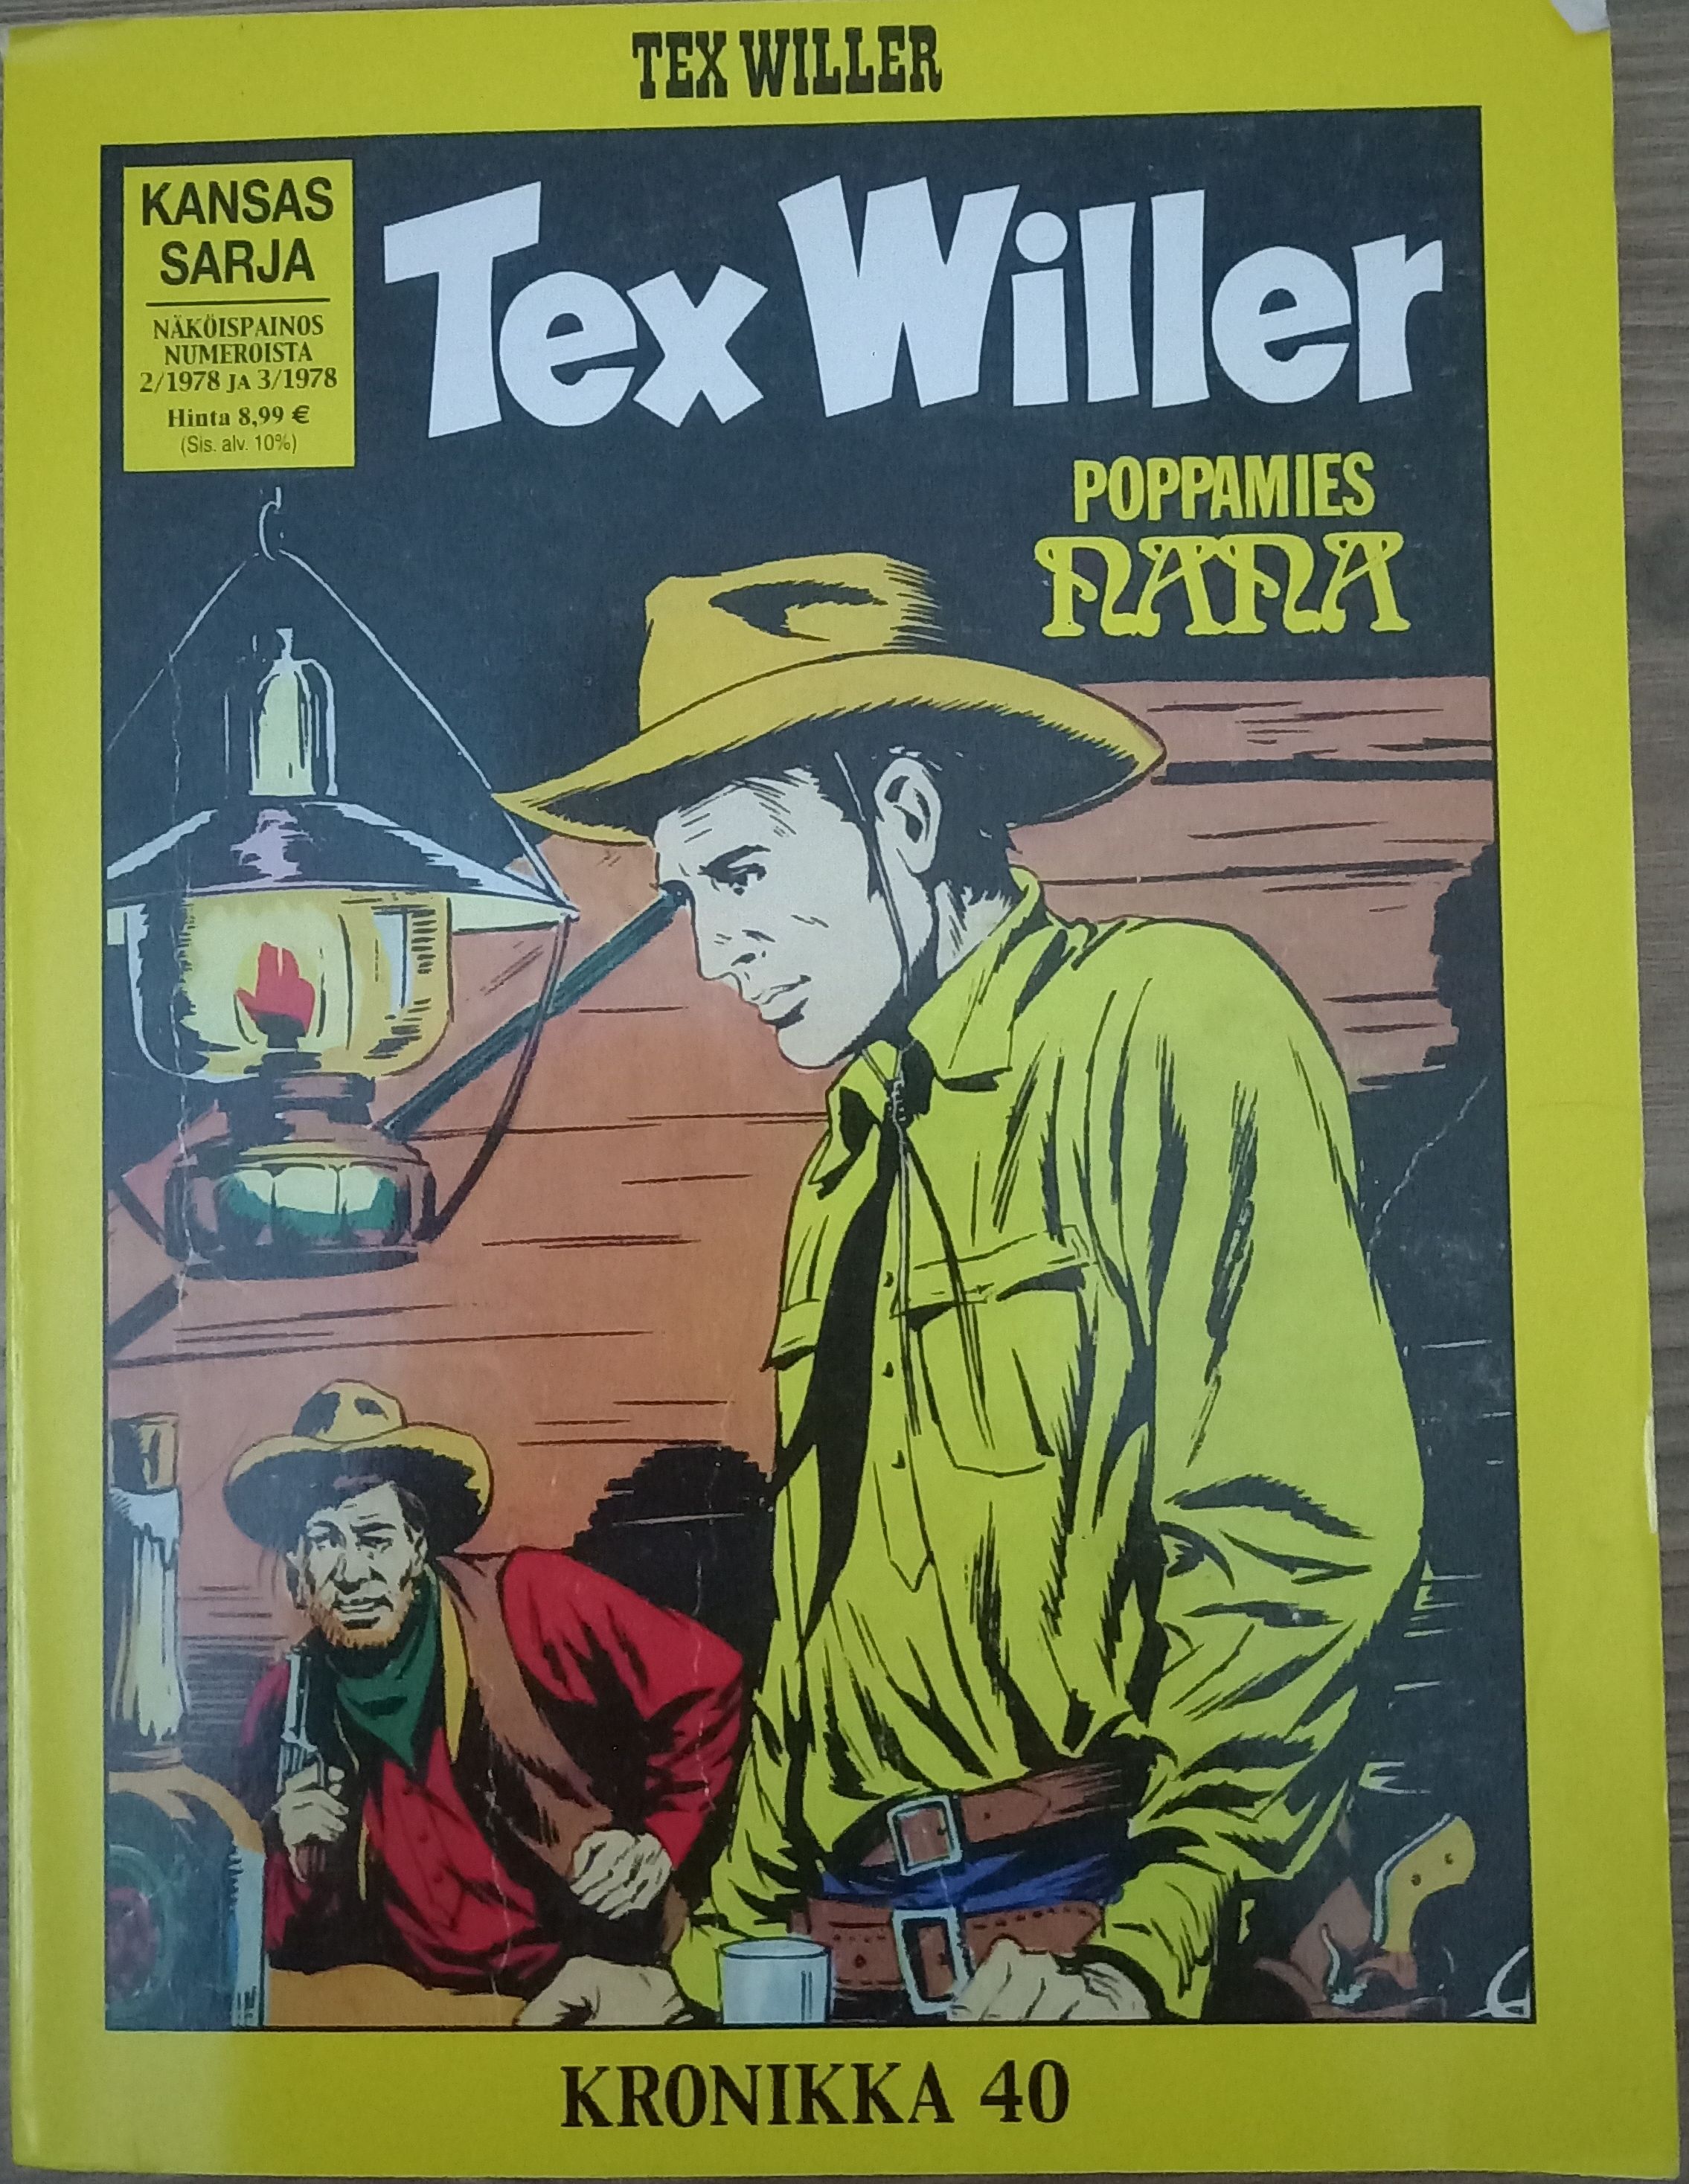 TEX WILLER
KANSAS
SARJA
NÄKÖISPAINOS
NUMEROISTA
2/1978 JA 3/1978
Hinta 8,99 €
(Sis. alv. 10%)
Tex Willer
POPPAMIES
NANA
KRONIKKA 40